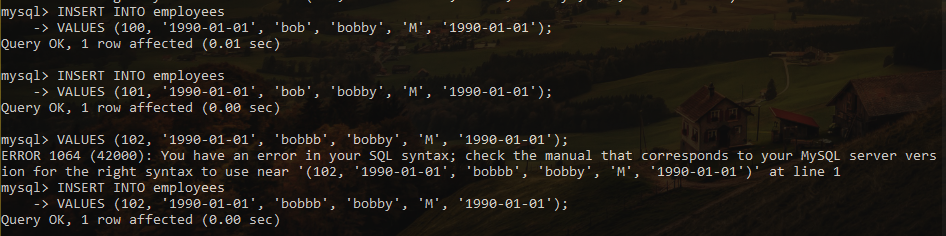 mysql> INSERT INTO employees
    -> VALUES (100, '1990-01-01', 'bob', 'bobby', 'M', '1990-01-01');
Query OK, 1 row affected (0.01 sec)
mysql> INSERT INTO employees
    -> VALUES (101, '1990-01-01', 'bob', 'bobby', 'M', '1990-01-01');
Query OK, 1 row affected (0.00 sec)
mysql> VALUES (102, '1990-01-01', 'bobbb', 'bobby', 'M', '1990-01-01');
ERROR 1064 (42000): You have an error in your SQL syntax; check the manual that corresponds to your MySQL server vers
ion for the right syntax to use near '(102, '1990-01-01', 'bobbb', 'bobby', 'M', '1990-01-01')' at line 1
mysql> INSERT INTO employees
    -> VALUES (102, '1990-01-01', 'bobbb', 'bobby', 'M', '1990-01-01');
Query OK, 1 row affected (0.00 sec)